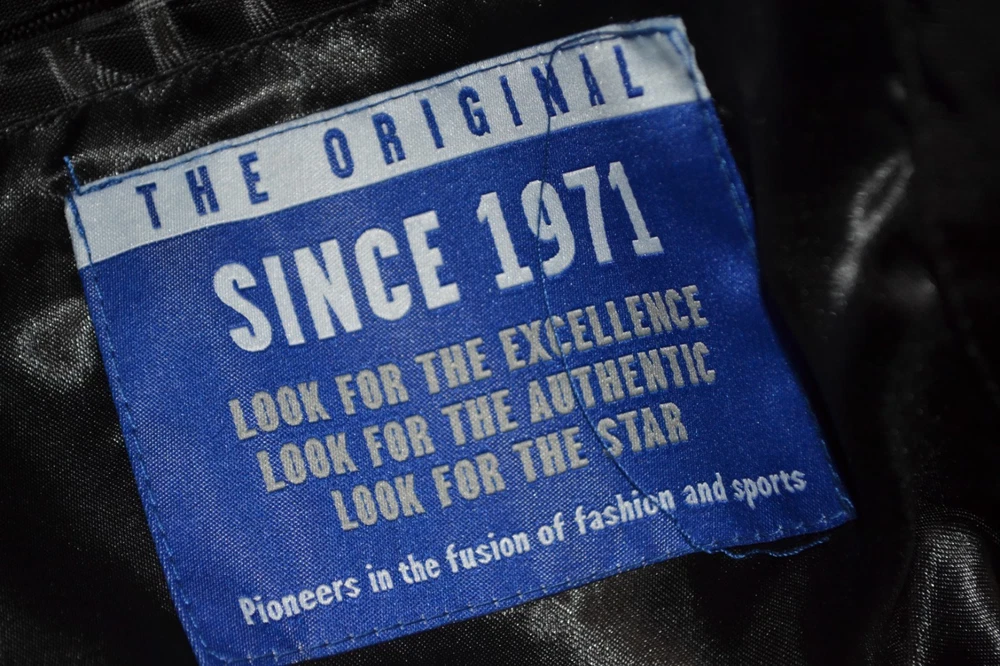 THE ORIGINAL
SINCE 1971
LOOK FOR THE EXCELLENCE
LOOK FOR THE AUTHENTIC
LOOK FOR THE STAR
Pioneers in the fusion of fashion and sports